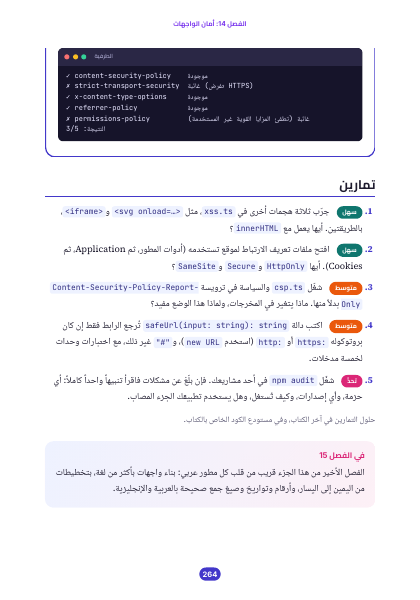 الفصل 14: أمان الواجهات
الطرفية
✓ content-security-policy موجودة
✗ strict-transport-security غائبة (تفرض HTTPS)
✓ x-content-type-options موجودة
✓ referrer-policy موجودة
✗ permissions-policy غائبة (تطفئ المزايا القوية غير المستخدمة)
النتيجة: 3/5
تمارين
1. سهل جرّب ثلاثة هجمات أخرى في xss.ts، مثل <svg onload=…> و <iframe>،
بالطريقتين. أيها يعمل مع innerHTML ؟
2. سهل افتح ملفات تعريف الارتباط لموقع تستخدمه (أدوات المطور، ثم Application، ثم
Cookies). أيها HttpOnly و Secure و SameSite ؟
3. متوسط شغّل csp.ts والسياسة في ترويسة Content-Security-Policy-Report-
Only بدلاً منها. ماذا يتغير في المخرجات، ولماذا هذا الوضع مفيد؟
4. متوسط اكتب دالة safeUrl(input: string): string تُرجع الرابط فقط إن كان
بروتوكوله https: أو http: (استخدم new URL )، و "#" غير ذلك، مع اختبارات وحدات
لخمسة مدخلات.
5. تحدٍّ شغّل npm audit في أحد مشاريعك. فإن بلّغ عن مشكلات فاقرأ تنبيهاً واحداً كاملاً: أي
حزمة، وأي إصدارات، وكيف تُستغل، وهل يستخدم تطبيقك الجزء المصاب.
حلول التمارين في آخر الكتاب، وفي مستودع الكود الخاص بالكتاب.
في الفصل 15
الفصل الأخير من هذا الجزء قريب من قلب كل مطور عربي: بناء واجهات بأكثر من لغة، بتخطيطات
من اليمين إلى اليسار، وأرقام وتواريخ وصيغ جمع صحيحة بالعربية والإنجليزية.
264